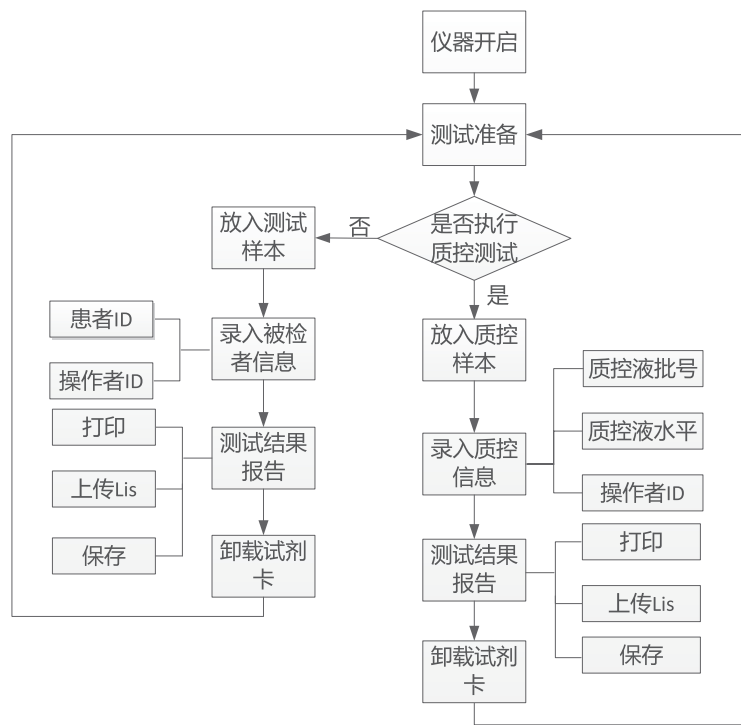 仪器开启
测试准备
是否执行
质控测试
否
是
放入测试
样本
录入被检
者信息
患者ID
操作者ID
测试结果
报告
打印
上传Lis
保存
卸载试剂
卡
放入质控
样本
录入质控
信息
质控液批号
质控液水平
操作者ID
测试结果
报告
打印
上传Lis
保存
卸载试剂
卡